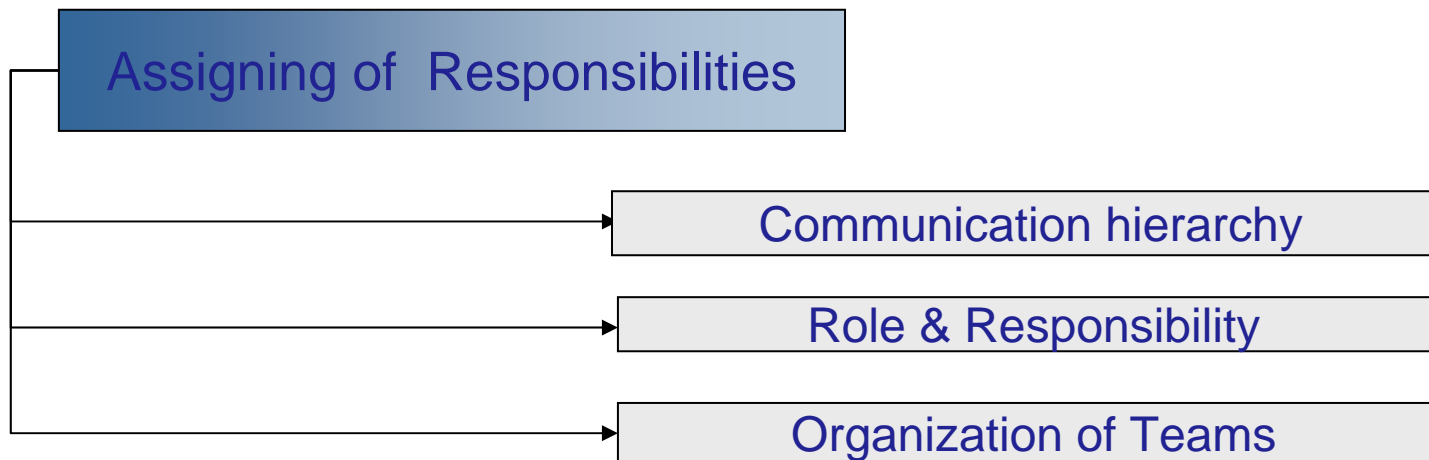 Assigning of Responsibilities
Communication hierarchy
Role & Responsibility
Organization of Teams